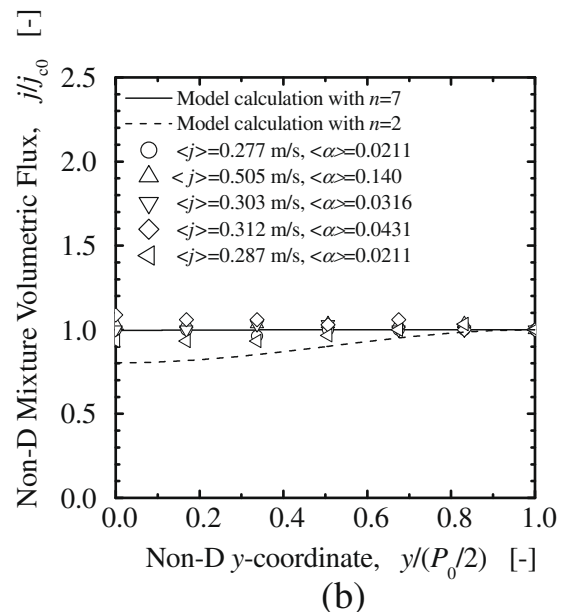 Non-D Mixture Volumetric Flux, j/j_c0 [-]
2.5
2.0
1.5
1.0
0.5
0.0
Model calculation with n=7
Model calculation with n=2
<j>=0.277 m/s, <α>=0.0211
<j>=0.505 m/s, <α>=0.140
<j>=0.303 m/s, <α>=0.0316
<j>=0.312 m/s, <α>=0.0431
<j>=0.287 m/s, <α>=0.0211
0.0 0.2 0.4 0.6 0.8 1.0
Non-D y-coordinate, y/(P_0/2) [-]
(b)